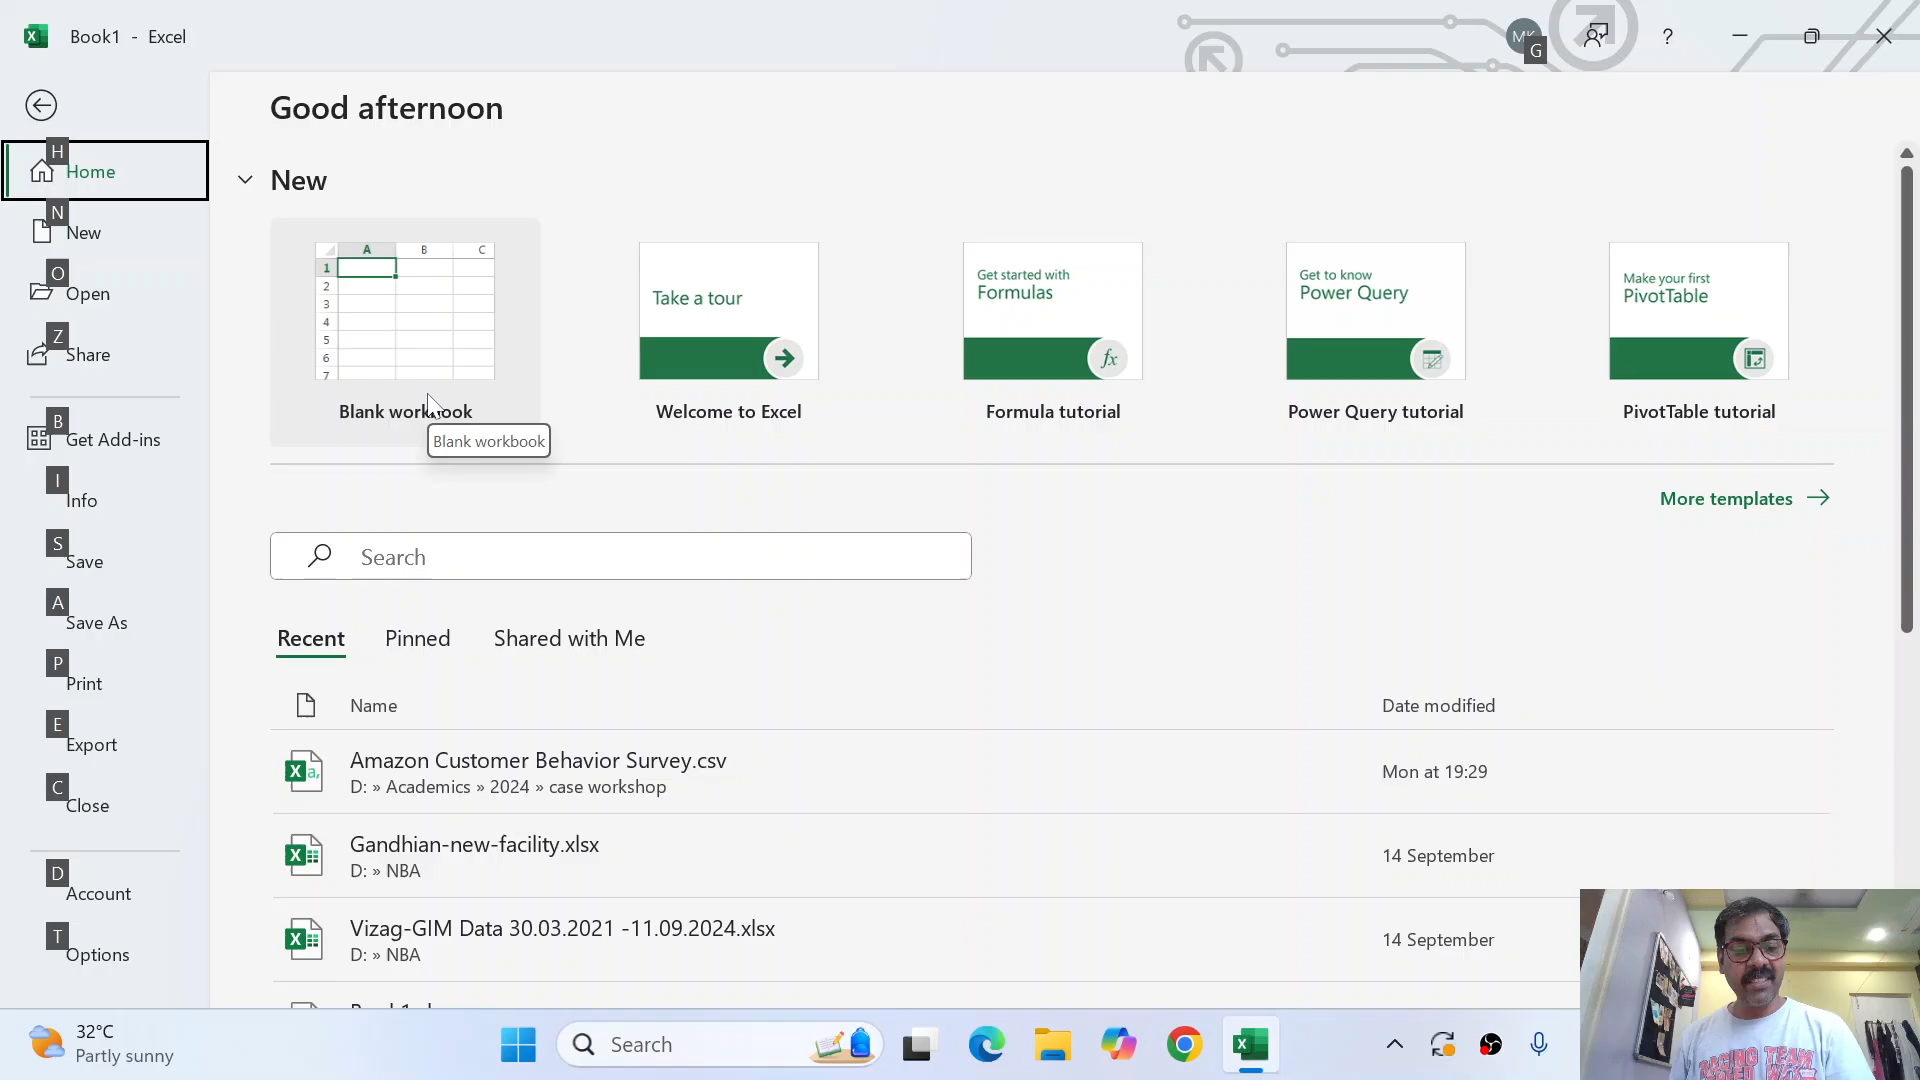 Book1 - Excel
MK
G
?
Good afternoon
H
Home
N
New
O
Open
Z
Share
B
Get Add-ins
I
Info
S
Save
A
Save As
P
Print
E
Export
C
Close
D
Account
T
Options
New
A B C
1
2
3
4
5
6
7
Blank workbook
Blank workbook
Take a tour
Welcome to Excel
Get started with
Formulas
fx
Formula tutorial
Get to know
Power Query
Power Query tutorial
Make your first
PivotTable
PivotTable tutorial
More templates
Search
Recent Pinned Shared with Me
Name Date modified
Amazon Customer Behavior Survey.csv
D: » Academics » 2024 » case workshop
Mon at 19:29
Gandhian-new-facility.xlsx
D: » NBA
14 September
Vizag-GIM Data 30.03.2021 -11.09.2024.xlsx
D: » NBA
14 September
32°C
Partly sunny
Search
RACING TEAM